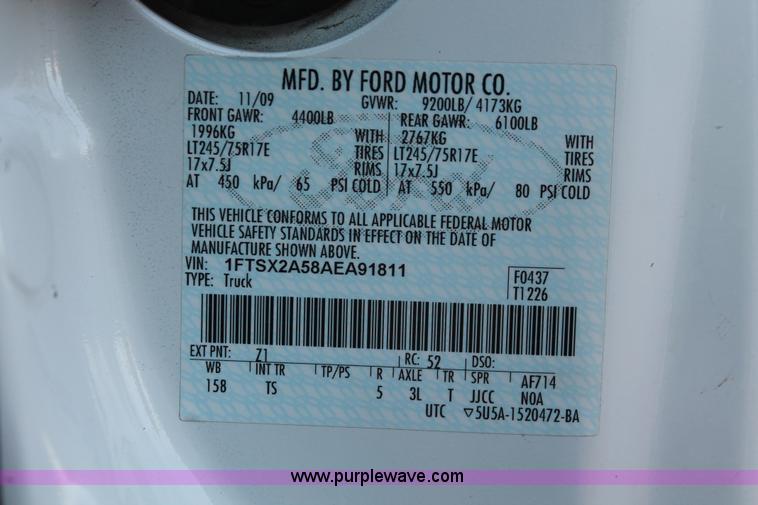 MFD. BY FORD MOTOR CO.
DATE: 11/09 GVWR: 9200LB/ 4173KG
FRONT GAWR: 4400LB REAR GAWR: 6100LB
1996KG WITH 2767KG WITH
LT245/75R17E TIRES LT245/75R17E TIRES
17x7.5J RIMS 17x7.5J RIMS
AT 450 kPa/ 65 PSI COLD AT 550 kPa/ 80 PSI COLD
THIS VEHICLE CONFORMS TO ALL APPLICABLE FEDERAL MOTOR
VEHICLE SAFETY STANDARDS IN EFFECT ON THE DATE OF
MANUFACTURE SHOWN ABOVE.
VIN: 1FTSX2A58AEA91811
TYPE: Truck
F0437
T1226
EXT PNT: Z1 RC: 52 DSO:
WB INT TR TP/PS R AXLE TR SPR AF714
158 TS 5 3L T JJCC NOA
UTC ▽5U5A-1520472-BA
Ford
www.purplewave.com